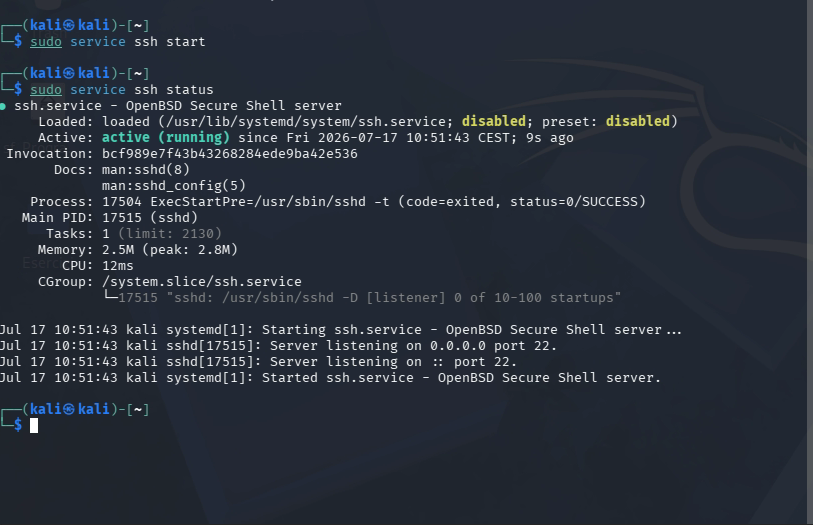 ┌──(kali㉿kali)-[~]
└─$ sudo service ssh start
┌──(kali㉿kali)-[~]
└─$ sudo service ssh status
● ssh.service - OpenBSD Secure Shell server
Loaded: loaded (/usr/lib/systemd/system/ssh.service; disabled; preset: disabled)
Active: active (running) since Fri 2026-07-17 10:51:43 CEST; 9s ago
Invocation: bcf989e7f43b43268284ede9ba42e536
Docs: man:sshd(8)
man:sshd_config(5)
Process: 17504 ExecStartPre=/usr/sbin/sshd -t (code=exited, status=0/SUCCESS)
Main PID: 17515 (sshd)
Tasks: 1 (limit: 2130)
Memory: 2.5M (peak: 2.8M)
CPU: 12ms
CGroup: /system.slice/ssh.service
└─17515 "sshd: /usr/sbin/sshd -D [listener] 0 of 10-100 startups"
Jul 17 10:51:43 kali systemd[1]: Starting ssh.service - OpenBSD Secure Shell server...
Jul 17 10:51:43 kali sshd[17515]: Server listening on 0.0.0.0 port 22.
Jul 17 10:51:43 kali sshd[17515]: Server listening on :: port 22.
Jul 17 10:51:43 kali systemd[1]: Started ssh.service - OpenBSD Secure Shell server.
┌──(kali㉿kali)-[~]
└─$